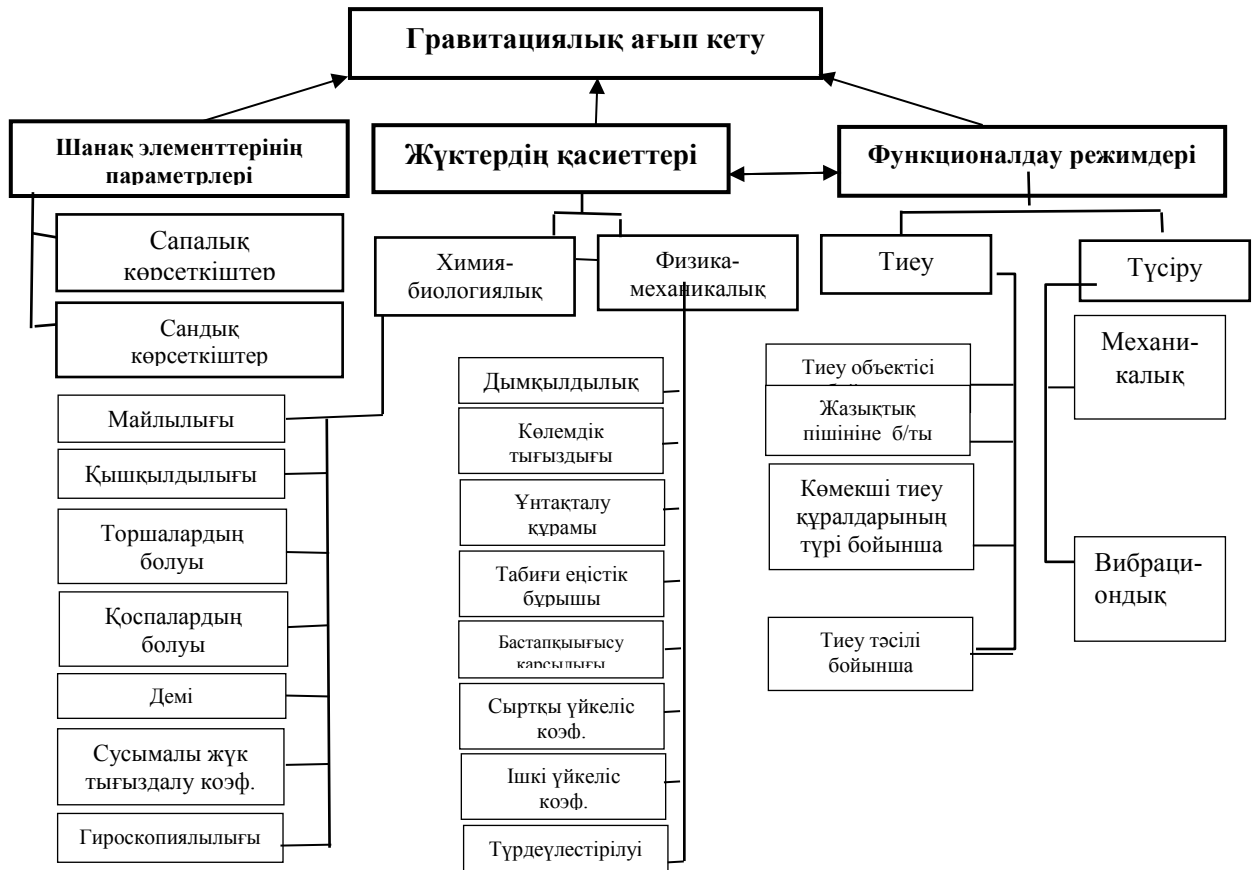 Гравитациялық ағып кету
Шанақ элементтерінің
параметрлері
Жүктердің қасиеттері
Функционалдау режимдері
Сапалық
көрсеткіштер
Сандық
көрсеткіштер
Химия-
биологиялық
Физика-
механикалық
Тиеу
Түсіру
Майлылығы
Қышқылдылығы
Торшалардың
болуы
Қоспалардың
болуы
Демі
Сусымалы жүк
тығыздалу коэф.
Гироскопиялылығы
Дымқылдылық
Көлемдік
тығыздығы
Ұнтақталу
құрамы
Табиғи еңістік
бұрышы
Бастапқыығысу
қарсылығы
Сыртқы үйкеліс
коэф.
Ішкі үйкеліс
коэф.
Түрдеүлестірілуі
Тиеу объектісі
Жазықтық
пішініне б/ты
Көмекші тиеу
құралдарының
түрі бойынша
Тиеу тәсілі
бойынша
Механи-
калық
Вибраци-
ондық